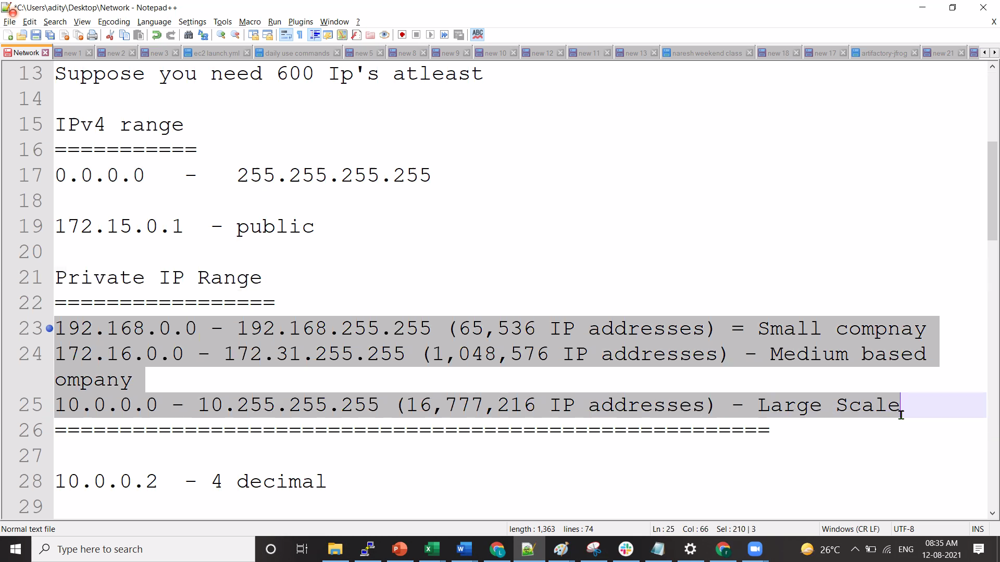 *C:\Users\adity\Desktop\Network - Notepad++
File Edit Search View Encoding Language Settings Tools Macro Run Plugins Window ? X
Network new 1 new 2 new 3 ec2 launch.yml daily use commands new 5 new 8 new 9 new 10 new 12 new 11 new 13 naresh weekend class new 18 new 17 artifactory-jfrog new 21
13 Suppose you need 600 Ip's atleast
14
15 IPv4 range
16 ===========
17 0.0.0.0 - 255.255.255.255
18
19 172.15.0.1 - public
20
21 Private IP Range
22 =================
23 192.168.0.0 - 192.168.255.255 (65,536 IP addresses) = Small compnay
24 172.16.0.0 - 172.31.255.255 (1,048,576 IP addresses) - Medium based
ompany
25 10.0.0.0 - 10.255.255.255 (16,777,216 IP addresses) - Large Scale
26 =======================================================
27
28 10.0.0.2 - 4 decimal
29
Normal text file length : 1,363 lines : 74 Ln : 25 Col : 66 Sel : 210 | 3 Windows (CR LF) UTF-8 INS
Type here to search 26°C ENG 08:35 AM
12-08-2021